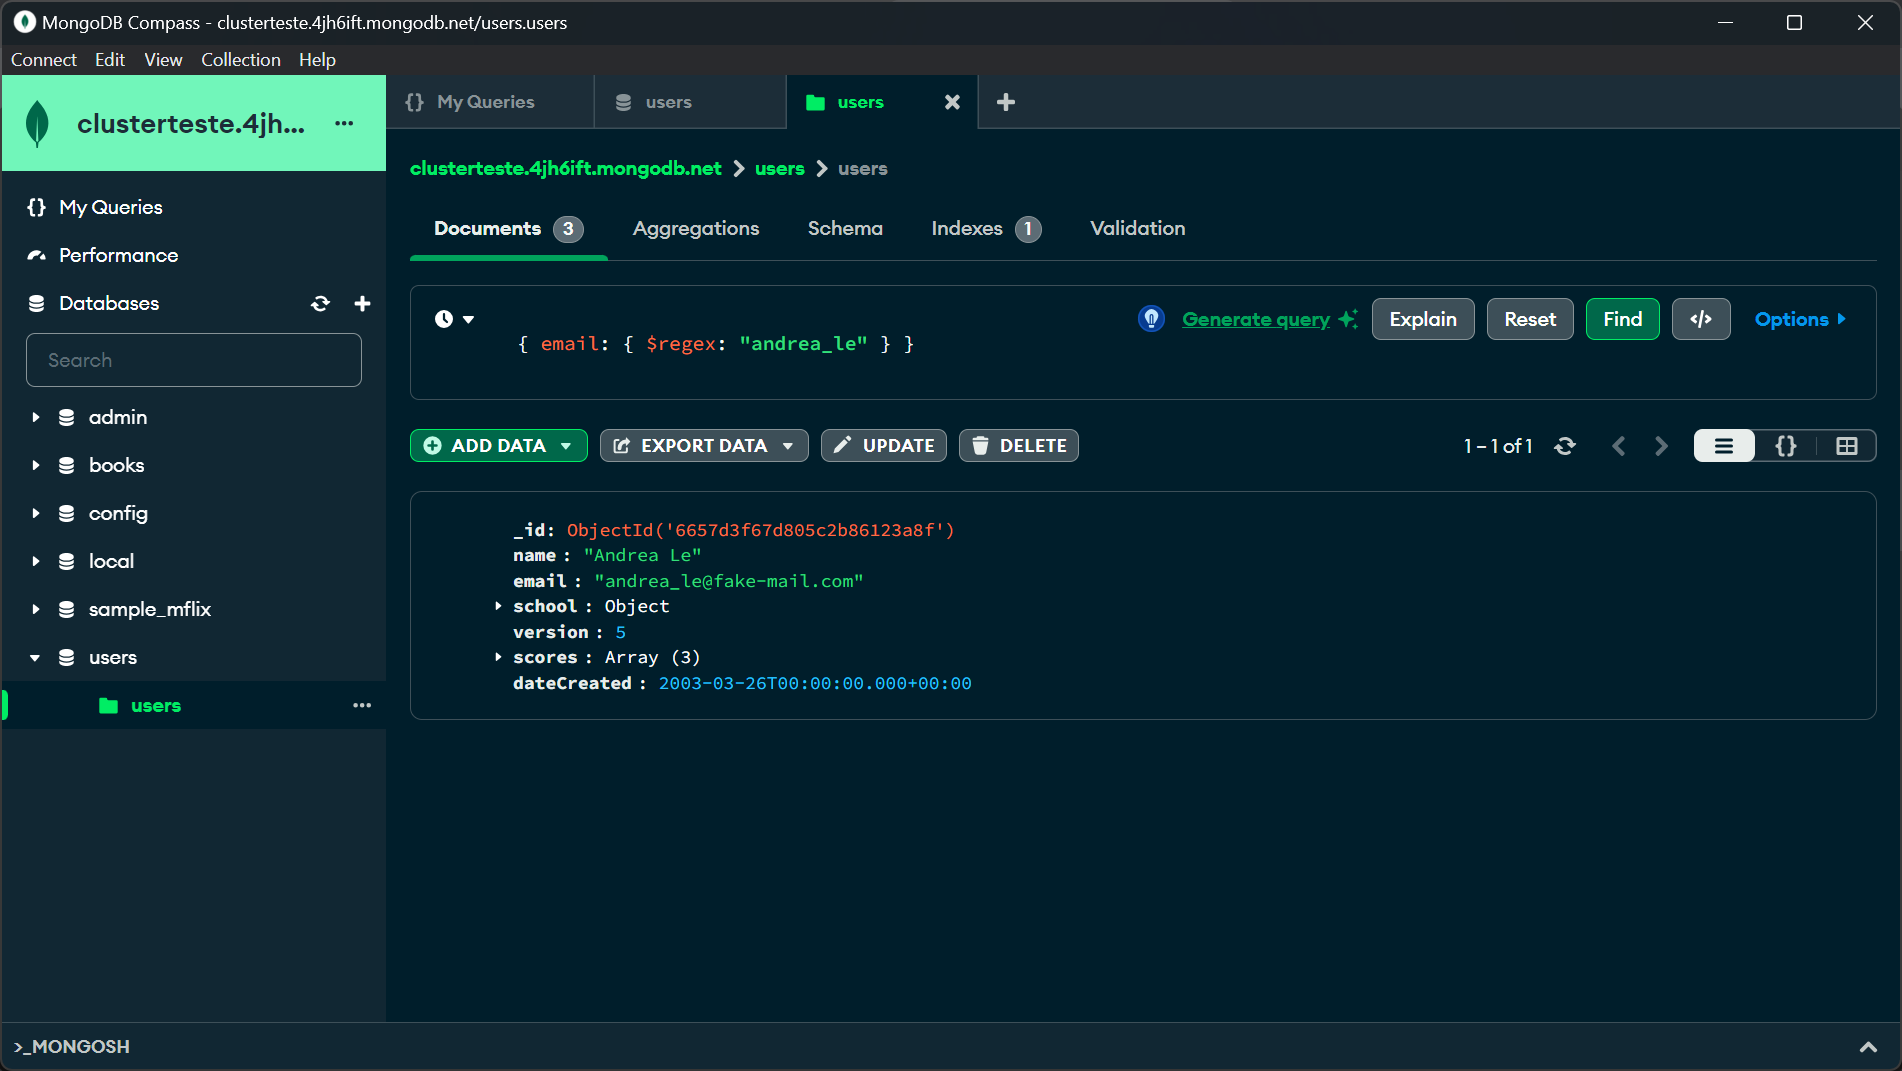 MongoDB Compass - clusterteste.4jh6ift.mongodb.net/users.users
Connect Edit View Collection Help
clusterteste.4jh...
My Queries
Performance
Databases
Search
admin
books
config
local
sample_mflix
users
users
{} My Queries
users
users
clusterteste.4jh6ift.mongodb.net > users > users
Documents 3 Aggregations Schema Indexes 1 Validation
Generate query Explain Reset Find </> Options
{ email: { $regex: "andrea_le" } }
ADD DATA EXPORT DATA UPDATE DELETE 1 – 1 of 1 {}
_id: ObjectId('6657d3f67d805c2b86123a8f')
name : "Andrea Le"
email : "andrea_le@fake-mail.com"
school : Object
version : 5
scores : Array (3)
dateCreated : 2003-03-26T00:00:00.000+00:00
>_MONGOSH